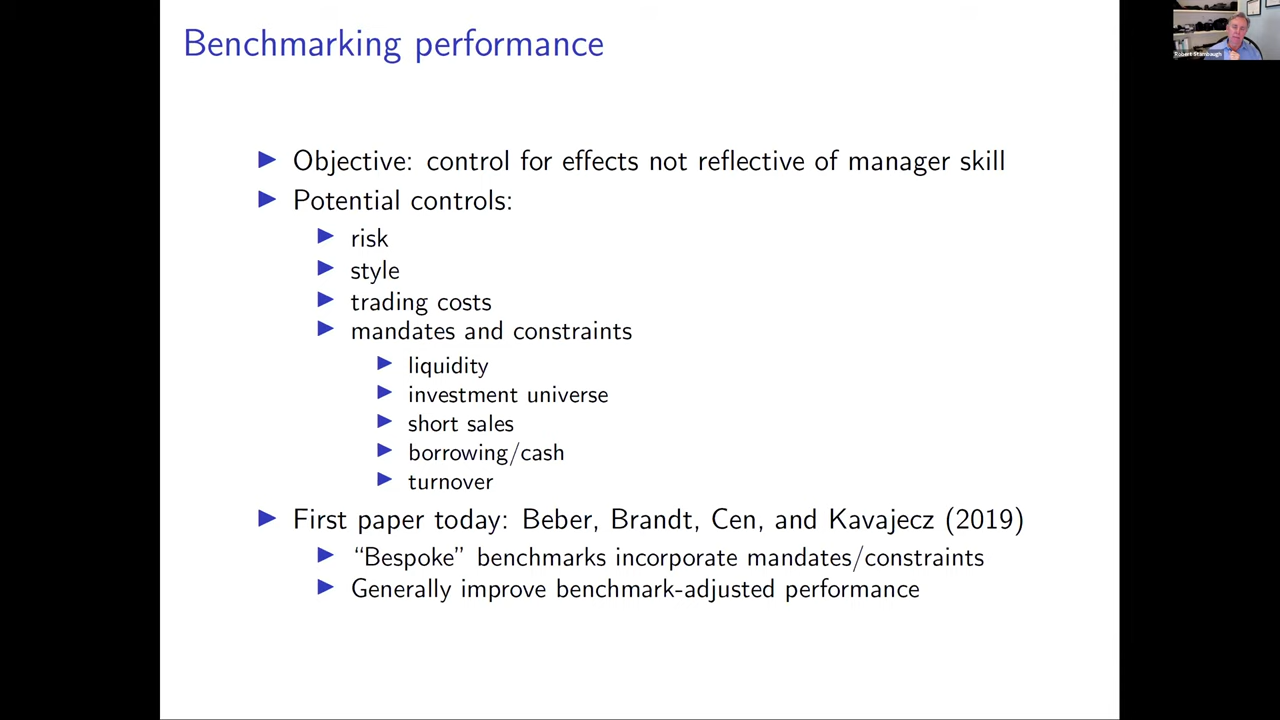 Benchmarking performance
Robert Stambaugh
Objective: control for effects not reflective of manager skill
Potential controls:
risk
style
trading costs
mandates and constraints
liquidity
investment universe
short sales
borrowing/cash
turnover
First paper today: Beber, Brandt, Cen, and Kavajecz (2019)
“Bespoke” benchmarks incorporate mandates/constraints
Generally improve benchmark-adjusted performance